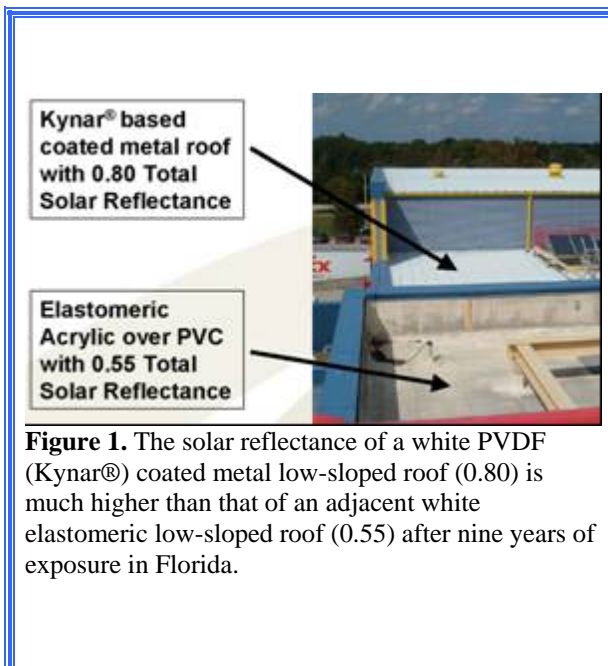 Kynar® based
coated metal roof
with 0.80 Total
Solar Reflectance
Elastomeric
Acrylic over PVC
with 0.55 Total
Solar Reflectance
Figure 1. The solar reflectance of a white PVDF
(Kynar®) coated metal low-sloped roof (0.80) is
much higher than that of an adjacent white
elastomeric low-sloped roof (0.55) after nine years of
exposure in Florida.